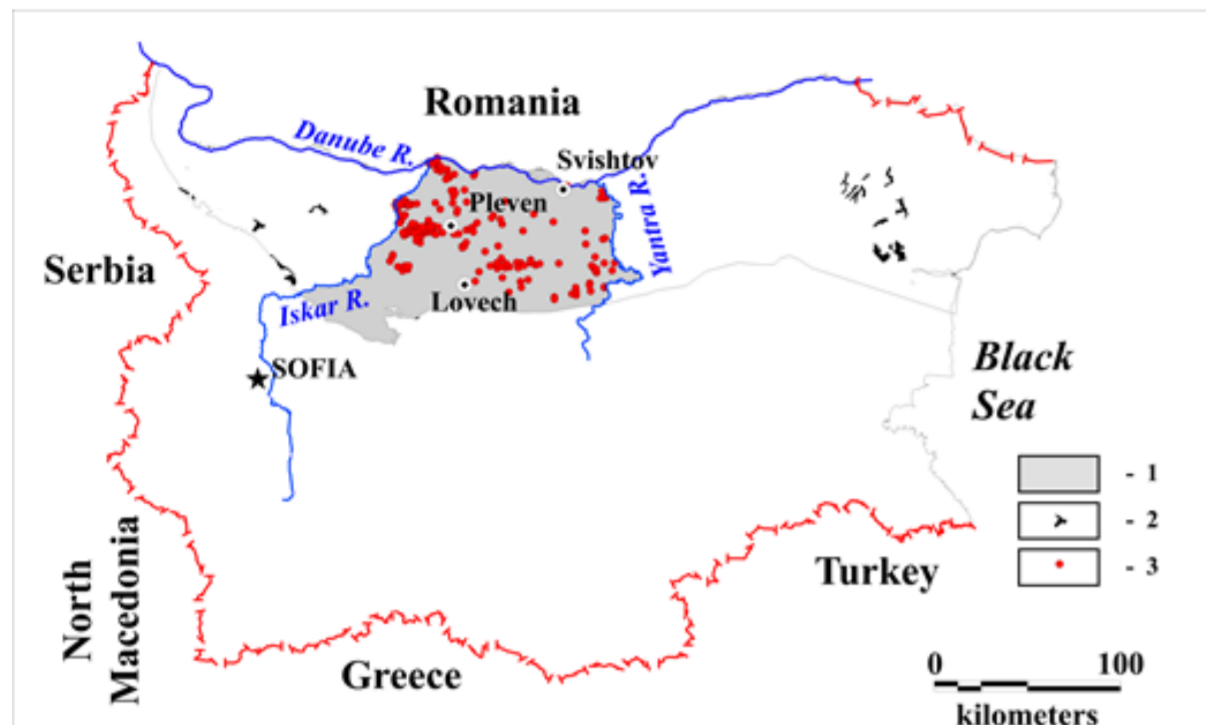 Romania
Danube R.
Svishtov
Pleven
Yantra R.
Serbia
Iskar R.
Lovech
SOFIA
Black
Sea
- 1
- 2
- 3
North
Macedonia
Turkey
Greece
0 100
kilometers